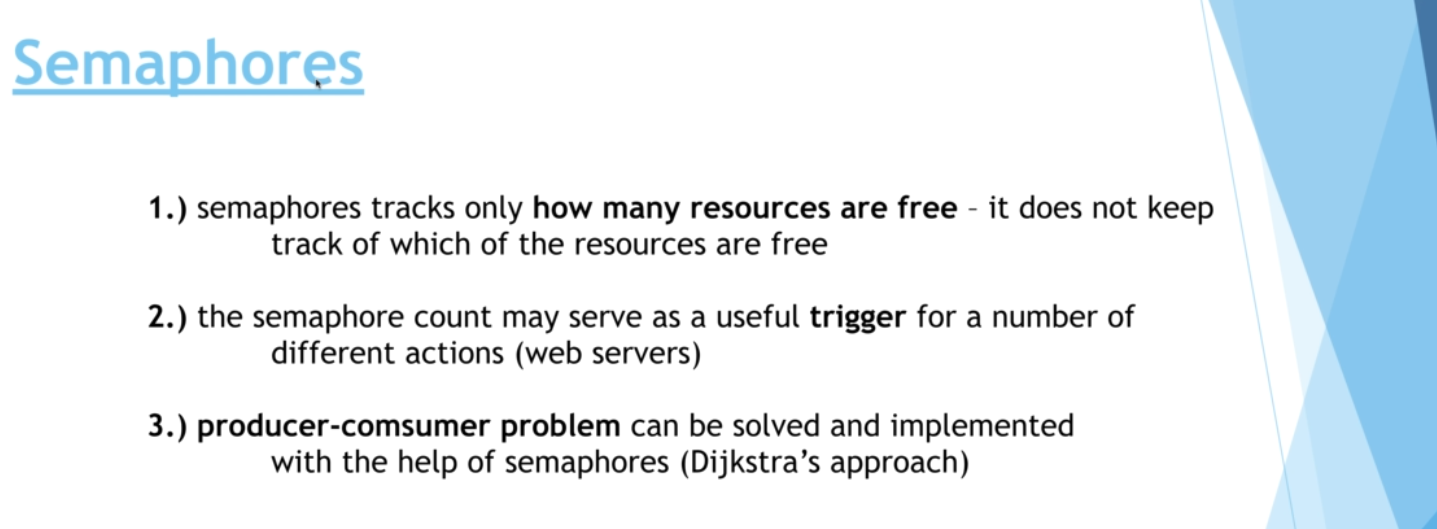 Semaphores
1.) semaphores tracks only how many resources are free – it does not keep
track of which of the resources are free
2.) the semaphore count may serve as a useful trigger for a number of
different actions (web servers)
3.) producer-comsumer problem can be solved and implemented
with the help of semaphores (Dijkstra’s approach)